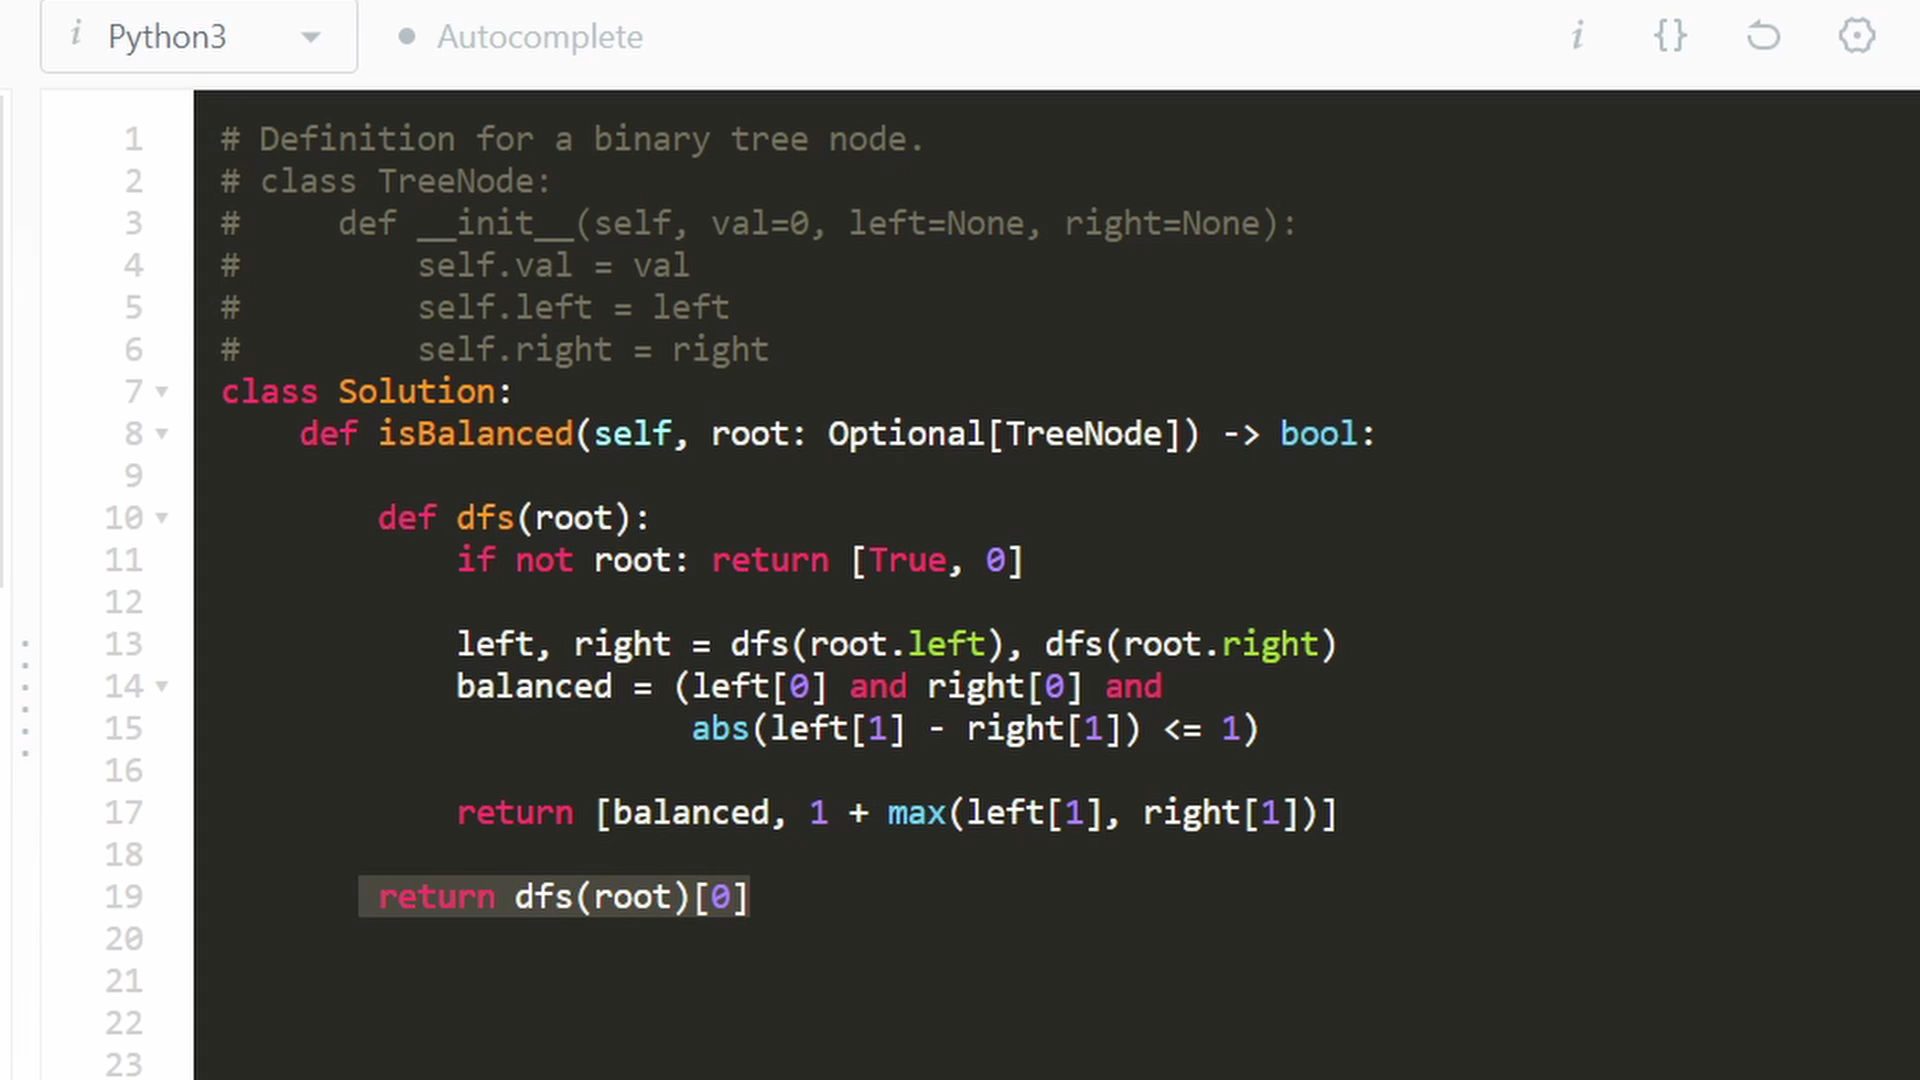 i Python3 Autocomplete i {}
1 # Definition for a binary tree node.
2 # class TreeNode:
3 #     def __init__(self, val=0, left=None, right=None):
4 #         self.val = val
5 #         self.left = left
6 #         self.right = right
7 class Solution:
8     def isBalanced(self, root: Optional[TreeNode]) -> bool:
9
10         def dfs(root):
11             if not root: return [True, 0]
12
13             left, right = dfs(root.left), dfs(root.right)
14             balanced = (left[0] and right[0] and
15                         abs(left[1] - right[1]) <= 1)
16
17             return [balanced, 1 + max(left[1], right[1])]
18
19         return dfs(root)[0]
20
21
22
23